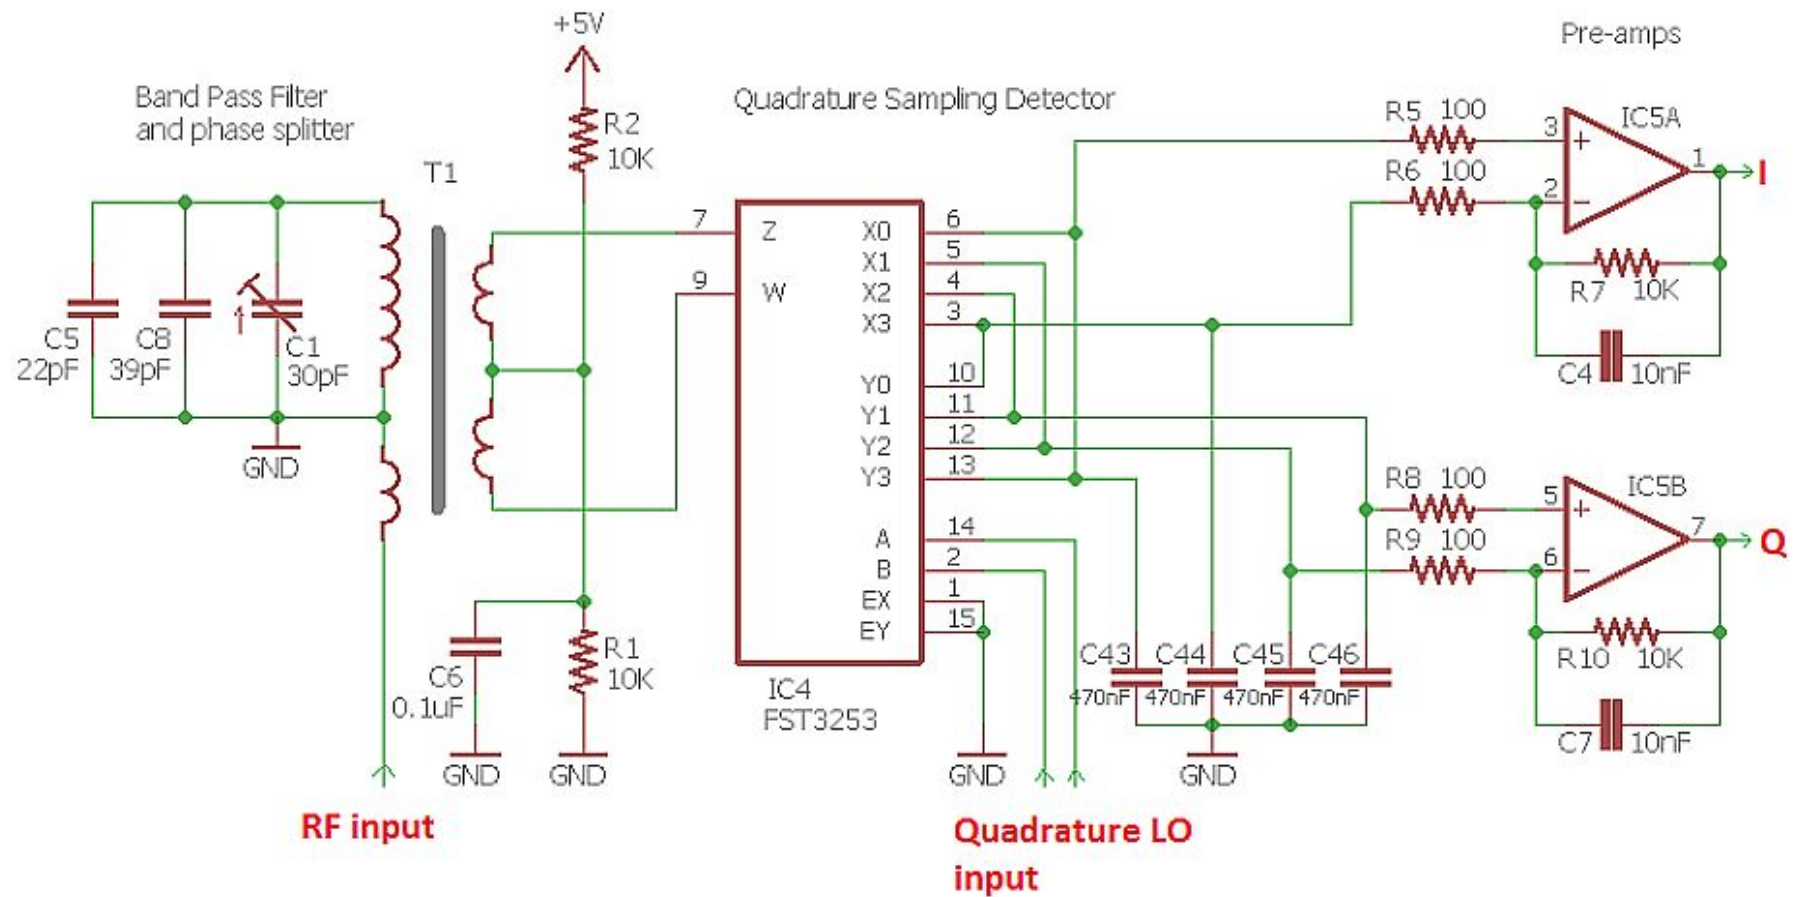 +5V
Pre-amps
Band Pass Filter
and phase splitter
Quadrature Sampling Detector
T1
R2
10K
R5 100
3
+
IC5A
1
I
R6 100
2
-
R7 10K
C4 10nF
C5
22pF
C8
39pF
C1
30pF
GND
7 Z
9 W
X0 6
X1 5
X2 4
X3 3
Y0 10
Y1 11
Y2 12
Y3 13
A 14
B 2
EX 1
EY 15
IC4
FST3253
R8 100
5
+
IC5B
7
Q
R9 100
6
-
R10 10K
C7 10nF
C43
470nF
C44
470nF
C45
470nF
C46
470nF
C6
0.1uF
R1
10K
GND
GND
GND
GND
RF input
Quadrature LO
input